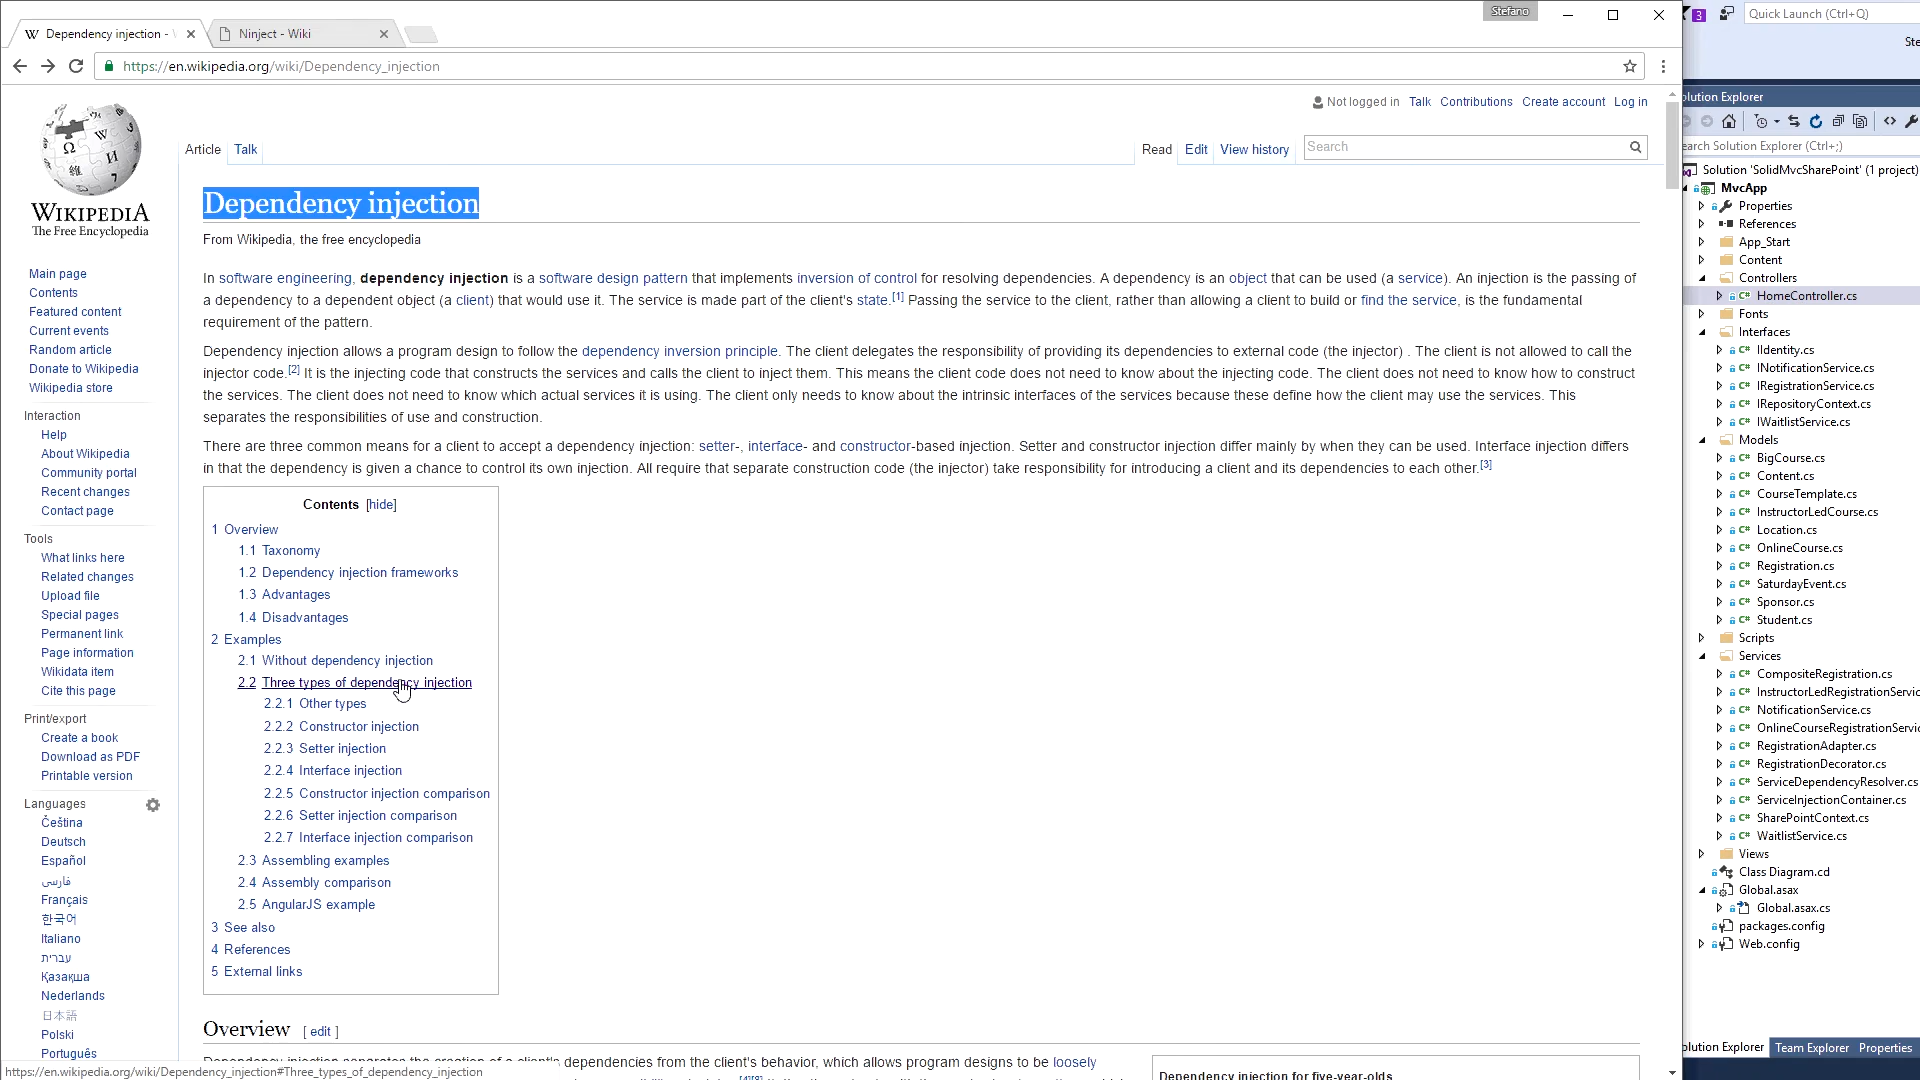 Stefano
Dependency injection -
Ninject - Wiki
https://en.wikipedia.org/wiki/Dependency_injection
WIKIPEDIA
The Free Encyclopedia
Main page
Contents
Featured content
Current events
Random article
Donate to Wikipedia
Wikipedia store
Interaction
Help
About Wikipedia
Community portal
Recent changes
Contact page
Tools
What links here
Related changes
Upload file
Special pages
Permanent link
Page information
Wikidata item
Cite this page
Print/export
Create a book
Download as PDF
Printable version
Languages
Čeština
Deutsch
Español
فارسی
Français
한국어
Italiano
עברית
Қазақша
Nederlands
日本語
Polski
Português
Not logged in Talk Contributions Create account Log in
Article Talk
Read Edit View history Search
Dependency injection
From Wikipedia, the free encyclopedia
In software engineering, dependency injection is a software design pattern that implements inversion of control for resolving dependencies. A dependency is an object that can be used (a service). An injection is the passing of
a dependency to a dependent object (a client) that would use it. The service is made part of the client's state.[1] Passing the service to the client, rather than allowing a client to build or find the service, is the fundamental
requirement of the pattern.
Dependency injection allows a program design to follow the dependency inversion principle. The client delegates the responsibility of providing its dependencies to external code (the injector) . The client is not allowed to call the
injector code.[2] It is the injecting code that constructs the services and calls the client to inject them. This means the client code does not need to know about the injecting code. The client does not need to know how to construct
the services. The client does not need to know which actual services it is using. The client only needs to know about the intrinsic interfaces of the services because these define how the client may use the services. This
separates the responsibilities of use and construction.
There are three common means for a client to accept a dependency injection: setter-, interface- and constructor-based injection. Setter and constructor injection differ mainly by when they can be used. Interface injection differs
in that the dependency is given a chance to control its own injection. All require that separate construction code (the injector) take responsibility for introducing a client and its dependencies to each other.[3]
Contents [hide]
1 Overview
1.1 Taxonomy
1.2 Dependency injection frameworks
1.3 Advantages
1.4 Disadvantages
2 Examples
2.1 Without dependency injection
2.2 Three types of dependency injection
2.2.1 Other types
2.2.2 Constructor injection
2.2.3 Setter injection
2.2.4 Interface injection
2.2.5 Constructor injection comparison
2.2.6 Setter injection comparison
2.2.7 Interface injection comparison
2.3 Assembling examples
2.4 Assembly comparison
2.5 AngularJS example
3 See also
4 References
5 External links
Overview [ edit ]
dependencies from the client's behavior, which allows program designs to be loosely
Dependency injection for five-year-olds
https://en.wikipedia.org/wiki/Dependency_injection#Three_types_of_dependency_injection
3
Quick Launch (Ctrl+Q)
Ste
olution Explorer
earch Solution Explorer (Ctrl+;)
Solution 'SolidMvcSharePoint' (1 project)
MvcApp
Properties
References
App_Start
Content
Controllers
C# HomeController.cs
Fonts
Interfaces
C# IIdentity.cs
C# INotificationService.cs
C# IRegistrationService.cs
C# IRepositoryContext.cs
C# IWaitlistService.cs
Models
C# BigCourse.cs
C# Content.cs
C# CourseTemplate.cs
C# InstructorLedCourse.cs
C# Location.cs
C# OnlineCourse.cs
C# Registration.cs
C# SaturdayEvent.cs
C# Sponsor.cs
C# Student.cs
Scripts
Services
C# CompositeRegistration.cs
C# InstructorLedRegistrationServic
C# NotificationService.cs
C# OnlineCourseRegistrationServic
C# RegistrationAdapter.cs
C# RegistrationDecorator.cs
C# ServiceDependencyResolver.cs
C# ServiceInjectionContainer.cs
C# SharePointContext.cs
C# WaitlistService.cs
Views
Class Diagram.cd
Global.asax
Global.asax.cs
packages.config
Web.config
olution Explorer Team Explorer Properties